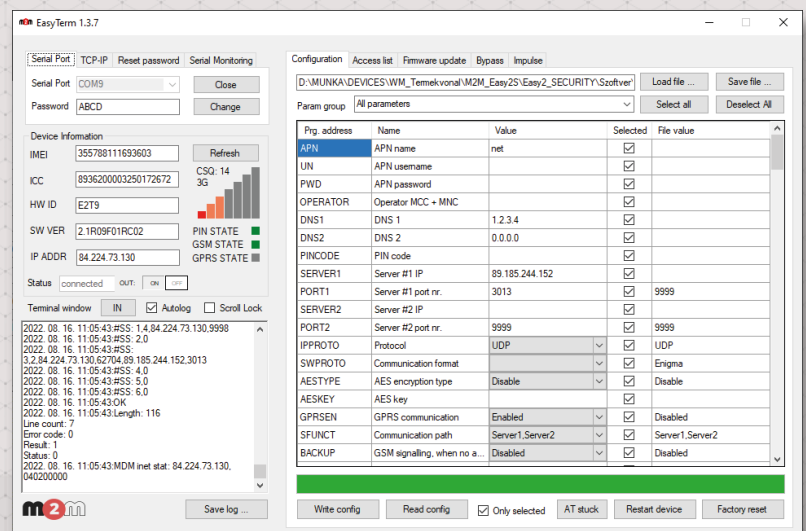 m2m EasyTerm 1.3.7
Serial Port TCP-IP Reset password Serial Monitoring
Serial Port COM9 Close
Password ABCD Change
Device Information
IMEI 355788111693603 Refresh
ICC 8936200003250172672
CSQ: 14
3G
HW ID E2T9
SW VER 2.1R09F01RC02
PIN STATE
GSM STATE
IP ADDR 84.224.73.130 GPRS STATE
Status connected OUT: ON OFF
Terminal window IN Autolog Scroll Lock
2022. 08. 16. 11:05:43:#SS: 1,4,84.224.73.130,9998
2022. 08. 16. 11:05:43:#SS: 2,0
2022. 08. 16. 11:05:43:#SS:
3,2,84.224.73.130,62704,89.185.244.152,3013
2022. 08. 16. 11:05:43:#SS: 4,0
2022. 08. 16. 11:05:43:#SS: 5,0
2022. 08. 16. 11:05:43:#SS: 6,0
2022. 08. 16. 11:05:43:OK
2022. 08. 16. 11:05:43:Length: 116
Line count: 7
Error code: 0
Result: 1
Status: 0
2022. 08. 16. 11:05:43:MDM inet stat: 84.224.73.130,
040200000
m2m Save log ...
Configuration Access list Firmware update Bypass Impulse
D:\MUNKA\DEVICES\WM_Termekvonal\M2M_Easy2S\Easy2_SECURITY\Szoftver\ Load file ... Save file ...
Param group All parameters Select all Deselect All
Prg. address Name Value Selected File value
APN APN name net
UN APN username
PWD APN password
OPERATOR Operator MCC + MNC
DNS1 DNS 1 1.2.3.4
DNS2 DNS 2 0.0.0.0
PINCODE PIN code
SERVER1 Server #1 IP 89.185.244.152
PORT1 Server #1 port nr. 3013 9999
SERVER2 Server #2 IP
PORT2 Server #2 port nr. 9999 9999
IPPROTO Protocol UDP UDP
SWPROTO Communication format Enigma
AESTYPE AES encryption type Disable Disable
AESKEY AES key
GPRSEN GPRS communication Enabled Disabled
SFUNCT Communication path Server1,Server2 Server1,Server2
BACKUP GSM signalling, when no a... Disabled Disabled
Write config Read config Only selected AT stuck Restart device Factory reset